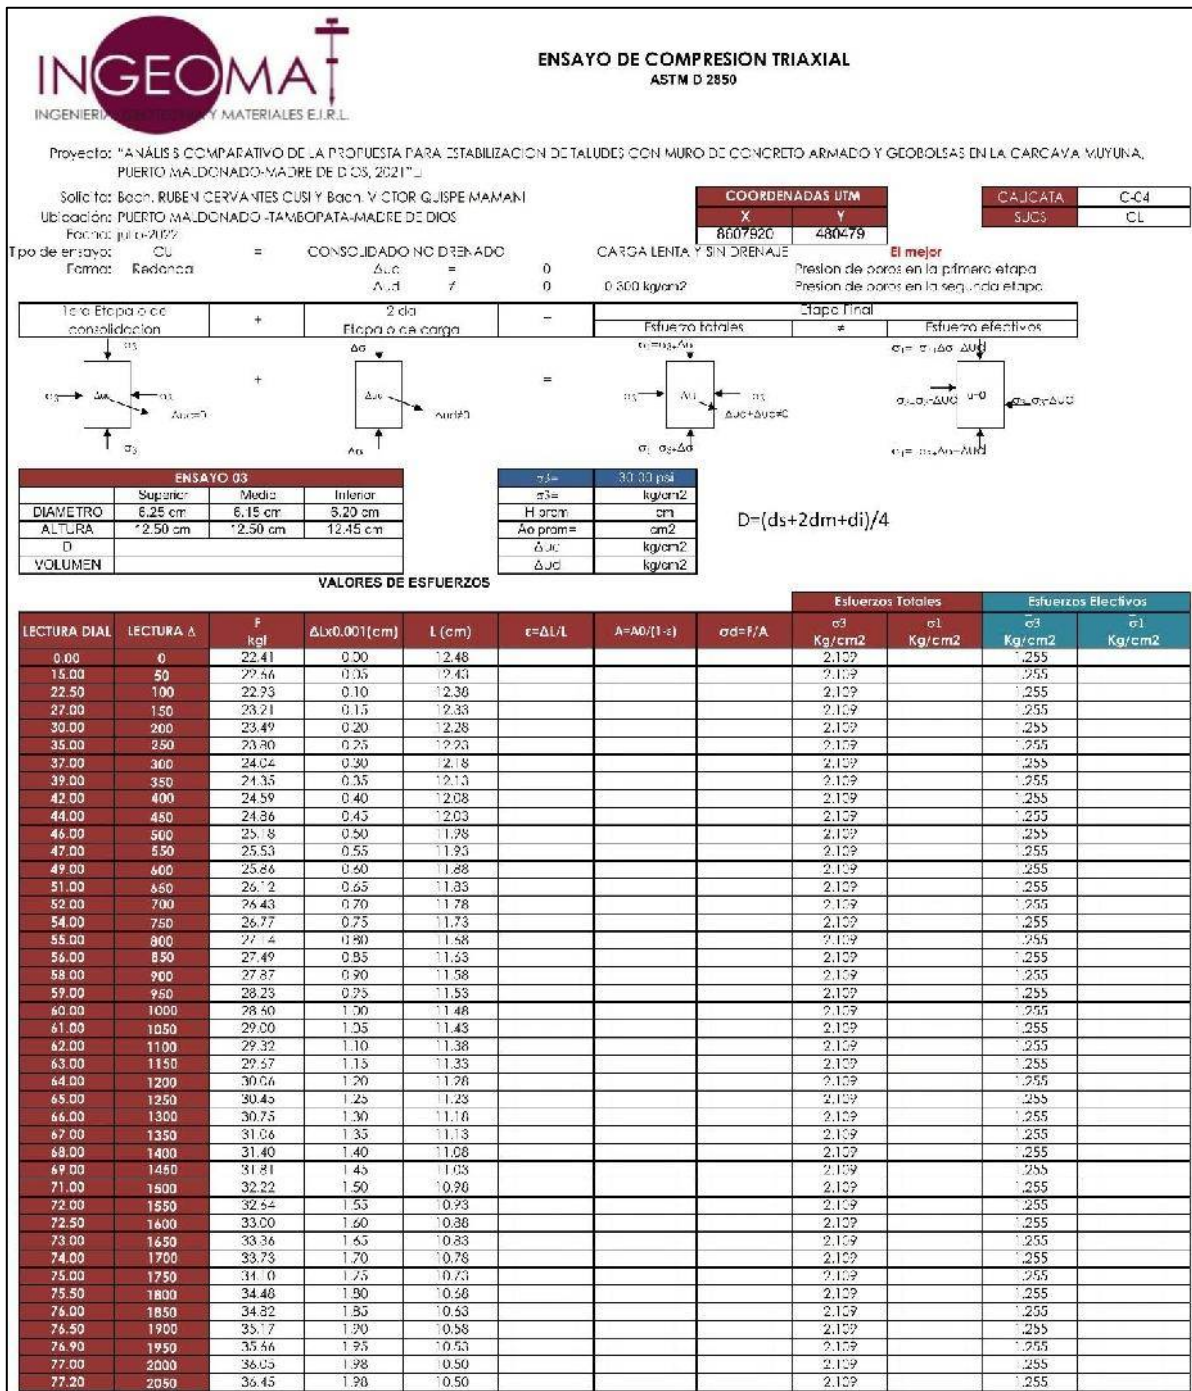 INGEOMAT
INGENIERIA GEOTECNIA Y MATERIALES E.I.R.L.
ENSAYO DE COMPRESION TRIAXIAL
ASTM D 2850
Proyecto: "ANÁLISIS COMPARATIVO DE LA PROPUESTA PARA ESTABILIZACION DE TALUDES CON MURO DE CONCRETO ARMADO Y GEOBOLSAS EN LA CARCAVA MUYUNA,
PUERTO MALDONADO-MADRE DE DIOS, 2021"
Solicita: Bach. RUBEN CERVANTES CUSI Y Bach. VICTOR QUISPE MAMANI
COORDENADAS UTM
CALICATA C-04
Ubicación: PUERTO MALDONADO -TAMBOPATA-MADRE DE DIOS
X Y
SUCS CL
Fecha: julio-2022
8607920 480479
Tipo de ensayo: CU = CONSOLIDADO NO DRENADO CARGA LENTA Y SIN DRENAJE El mejor
Forma: Redonda Δuc = 0 Presion de poros en la primera etapa
Δud ≠ 0 0.300 kg/cm2 Presion de poros en la segunda etapa
1era Etapa o de consolidacion + 2 da Etapa o de carga = Etapa Final
Esfuerzo totales ≠ Esfuerzo efectivos
σ3 Δσ σ1=σ3+Δσ
σ3 Δuc σ3 + Δuc = σ3 Δu σ3 u=0
Δuc=0 Δud≠0 Δuc+Δud≠0
σ3 Δσ σ1=σ3+Δσ
ENSAYO 03
Superior Medio Inferior
DIAMETRO 6.25 cm 6.15 cm 6.20 cm
ALTURA 12.50 cm 12.50 cm 12.45 cm
D
VOLUMEN
σ3= 30.00 psi
σ3= kg/cm2
H prom cm
Ao prom= cm2
Δuc kg/cm2
Δud kg/cm2
D=(ds+2dm+di)/4
VALORES DE ESFUERZOS
Esfuerzos Totales Esfuerzos Efectivos
LECTURA DIAL LECTURA Δ F kgf ΔLx0.001(cm) L (cm) ε=ΔL/L A=A0/(1-ε) σd=F/A σ3 Kg/cm2 σ1 Kg/cm2 σ̄3 Kg/cm2 σ̄1 Kg/cm2
0.00 0 22.41 0.00 12.48 2.109 1.255
15.00 50 22.66 0.05 12.43 2.109 1.255
22.50 100 22.93 0.10 12.38 2.109 1.255
27.00 150 23.21 0.15 12.33 2.109 1.255
30.00 200 23.49 0.20 12.28 2.109 1.255
35.00 250 23.80 0.25 12.23 2.109 1.255
37.00 300 24.04 0.30 12.18 2.109 1.255
39.00 350 24.35 0.35 12.13 2.109 1.255
42.00 400 24.59 0.40 12.08 2.109 1.255
44.00 450 24.86 0.45 12.03 2.109 1.255
46.00 500 25.18 0.50 11.98 2.109 1.255
47.00 550 25.53 0.55 11.93 2.109 1.255
49.00 600 25.86 0.60 11.88 2.109 1.255
51.00 650 26.12 0.65 11.83 2.109 1.255
52.00 700 26.43 0.70 11.78 2.109 1.255
54.00 750 26.77 0.75 11.73 2.109 1.255
55.00 800 27.14 0.80 11.68 2.109 1.255
56.00 850 27.49 0.85 11.63 2.109 1.255
58.00 900 27.87 0.90 11.58 2.109 1.255
59.00 950 28.23 0.95 11.53 2.109 1.255
60.00 1000 28.60 1.00 11.48 2.109 1.255
61.00 1050 29.00 1.05 11.43 2.109 1.255
62.00 1100 29.32 1.10 11.38 2.109 1.255
63.00 1150 29.67 1.15 11.33 2.109 1.255
64.00 1200 30.06 1.20 11.28 2.109 1.255
65.00 1250 30.45 1.25 11.23 2.109 1.255
66.00 1300 30.75 1.30 11.18 2.109 1.255
67.00 1350 31.06 1.35 11.13 2.109 1.255
68.00 1400 31.40 1.40 11.08 2.109 1.255
69.00 1450 31.81 1.45 11.03 2.109 1.255
71.00 1500 32.22 1.50 10.98 2.109 1.255
72.00 1550 32.64 1.55 10.93 2.109 1.255
72.50 1600 33.00 1.60 10.88 2.109 1.255
73.00 1650 33.36 1.65 10.83 2.109 1.255
74.00 1700 33.73 1.70 10.78 2.109 1.255
75.00 1750 34.10 1.75 10.73 2.109 1.255
75.50 1800 34.48 1.80 10.68 2.109 1.255
76.00 1850 34.82 1.85 10.63 2.109 1.255
76.50 1900 35.17 1.90 10.58 2.109 1.255
76.90 1950 35.66 1.95 10.53 2.109 1.255
77.00 2000 36.05 1.98 10.50 2.109 1.255
77.20 2050 36.45 1.98 10.50 2.109 1.255